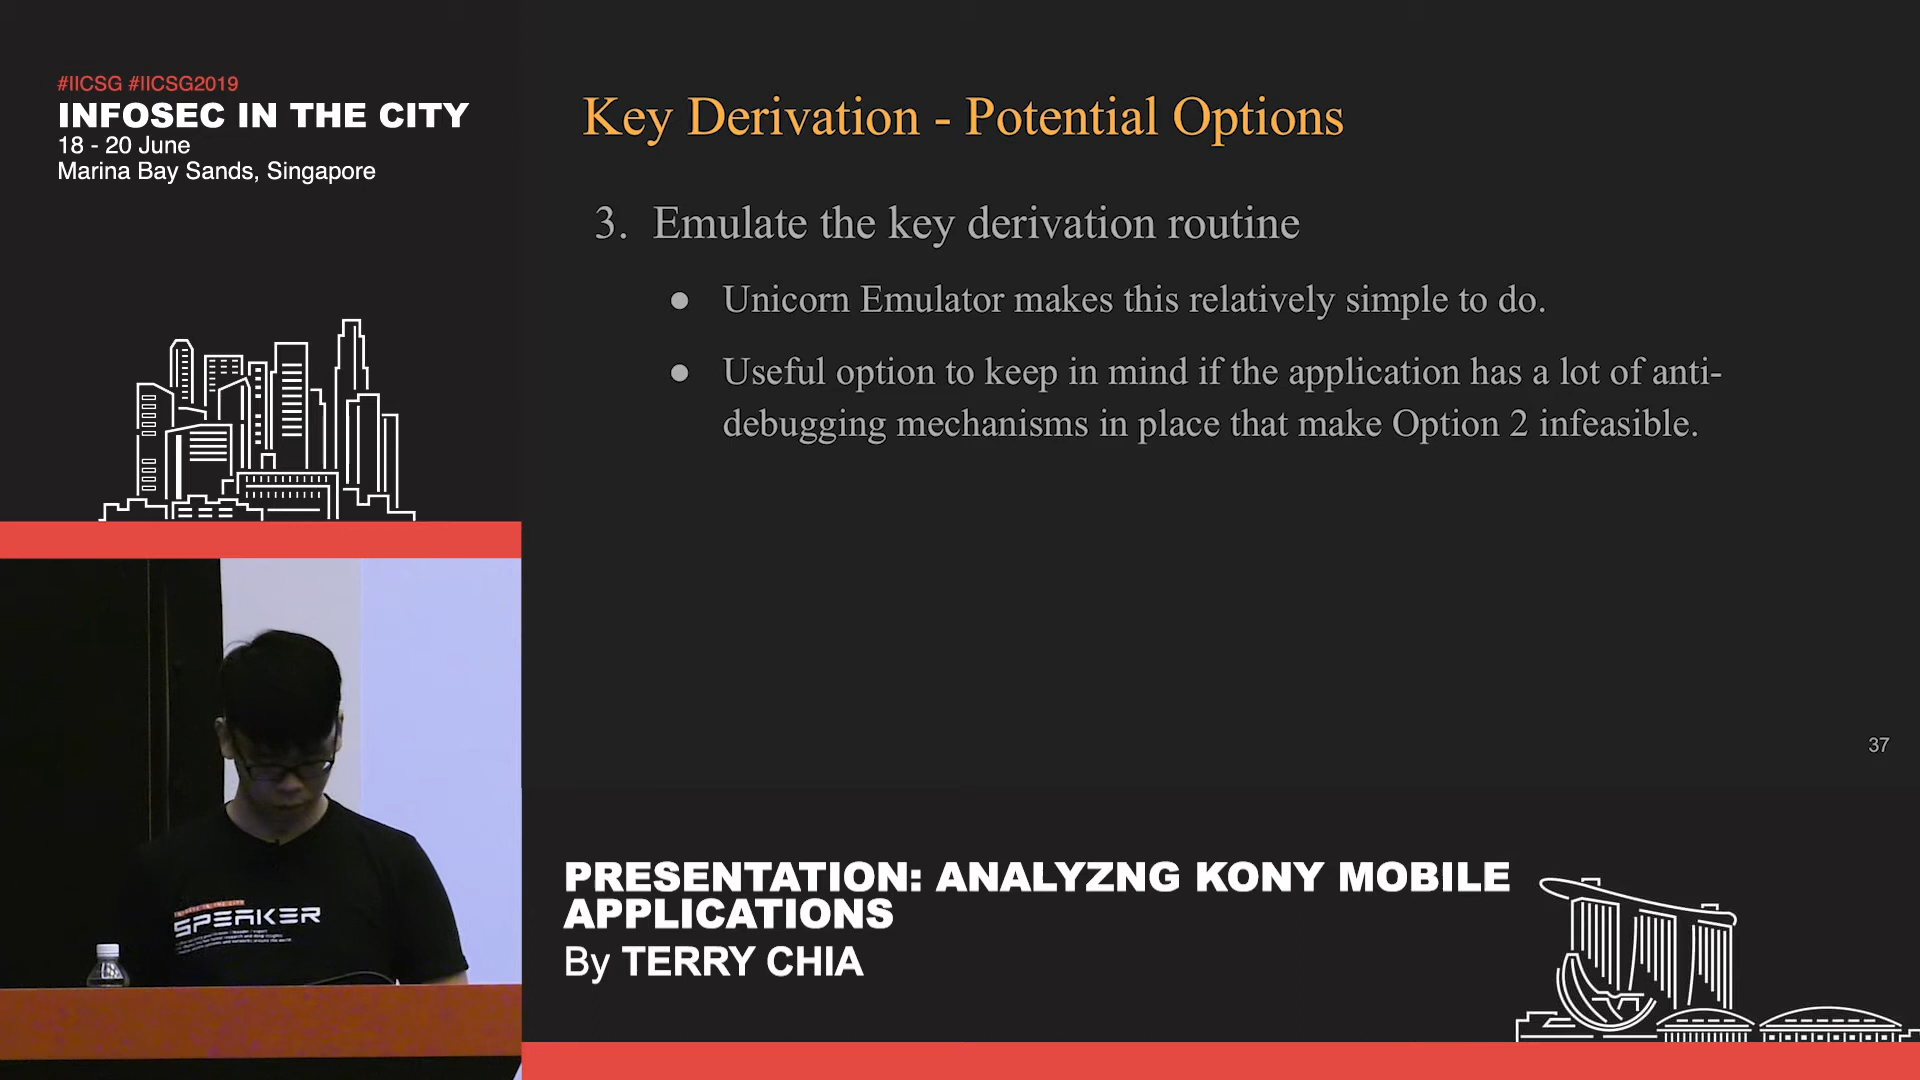 #IICSG #IICSG2019
INFOSEC IN THE CITY
18 - 20 June
Marina Bay Sands, Singapore
Key Derivation - Potential Options
3. Emulate the key derivation routine
● Unicorn Emulator makes this relatively simple to do.
● Useful option to keep in mind if the application has a lot of anti-
debugging mechanisms in place that make Option 2 infeasible.
37
SPEAKER
PRESENTATION: ANALYZNG KONY MOBILE
APPLICATIONS
By TERRY CHIA